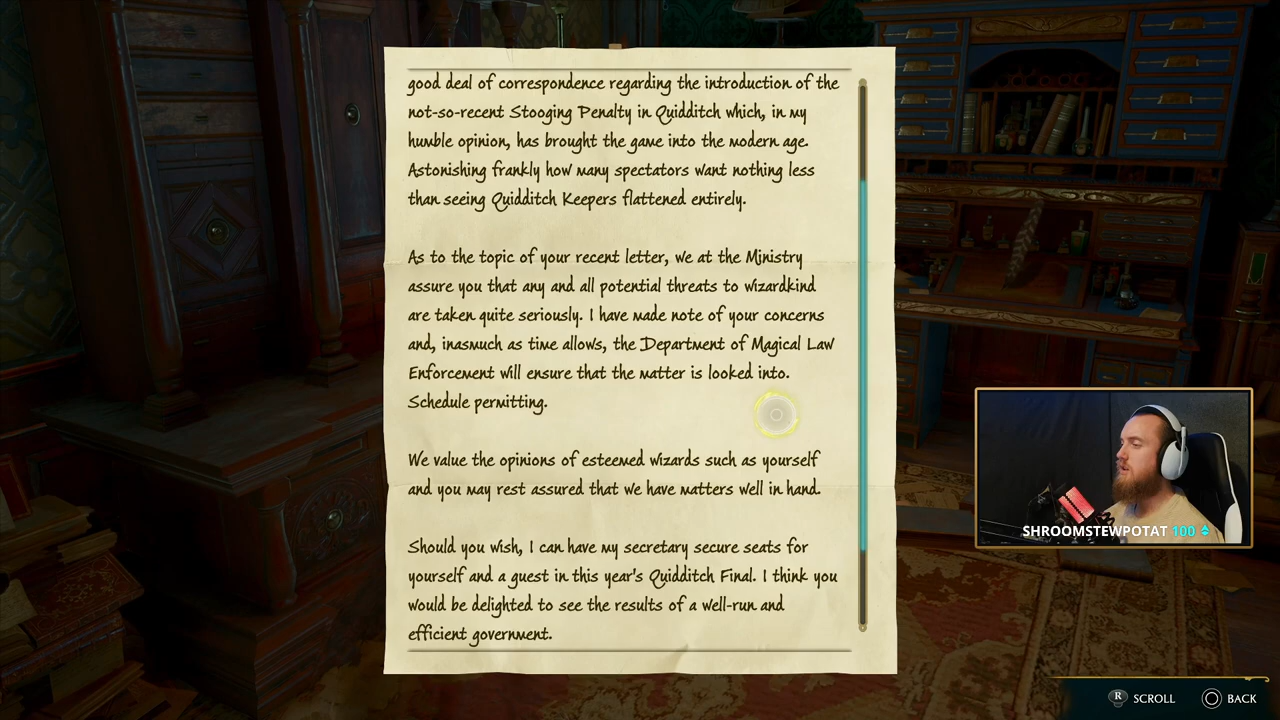 good deal of correspondence regarding the introduction of the
not-so-recent Stooging Penalty in Quidditch which, in my
humble opinion, has brought the game into the modern age.
Astonishing frankly how many spectators want nothing less
than seeing Quidditch Keepers flattened entirely.
As to the topic of your recent letter, we at the Ministry
assure you that any and all potential threats to wizardkind
are taken quite seriously. I have made note of your concerns
and, inasmuch as time allows, the Department of Magical Law
Enforcement will ensure that the matter is looked into.
Schedule permitting.
We value the opinions of esteemed wizards such as yourself
and you may rest assured that we have matters well in hand.
Should you wish, I can have my secretary secure seats for
yourself and a guest in this year's Quidditch Final. I think you
would be delighted to see the results of a well-run and
efficient government.
SHROOMSTEWPOTAT 100
R SCROLL BACK